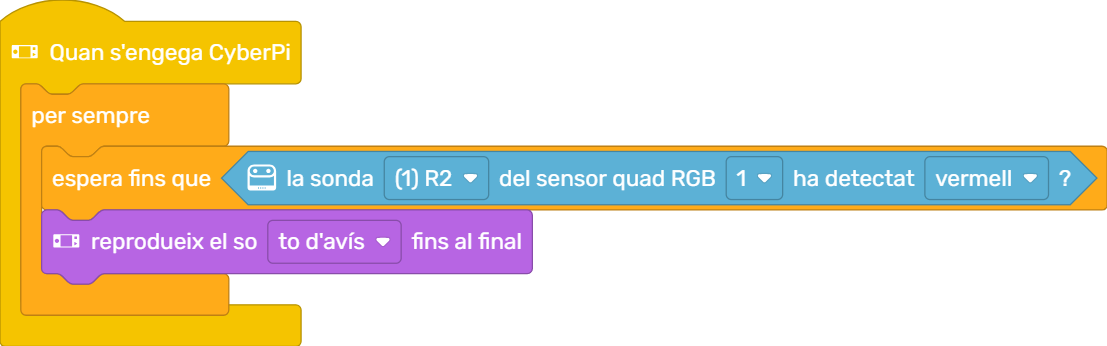 Quan s'engega CyberPi
per sempre
espera fins que la sonda (1) R2 del sensor quad RGB 1 ha detectat vermell ?
reprodueix el so to d'avís fins al final